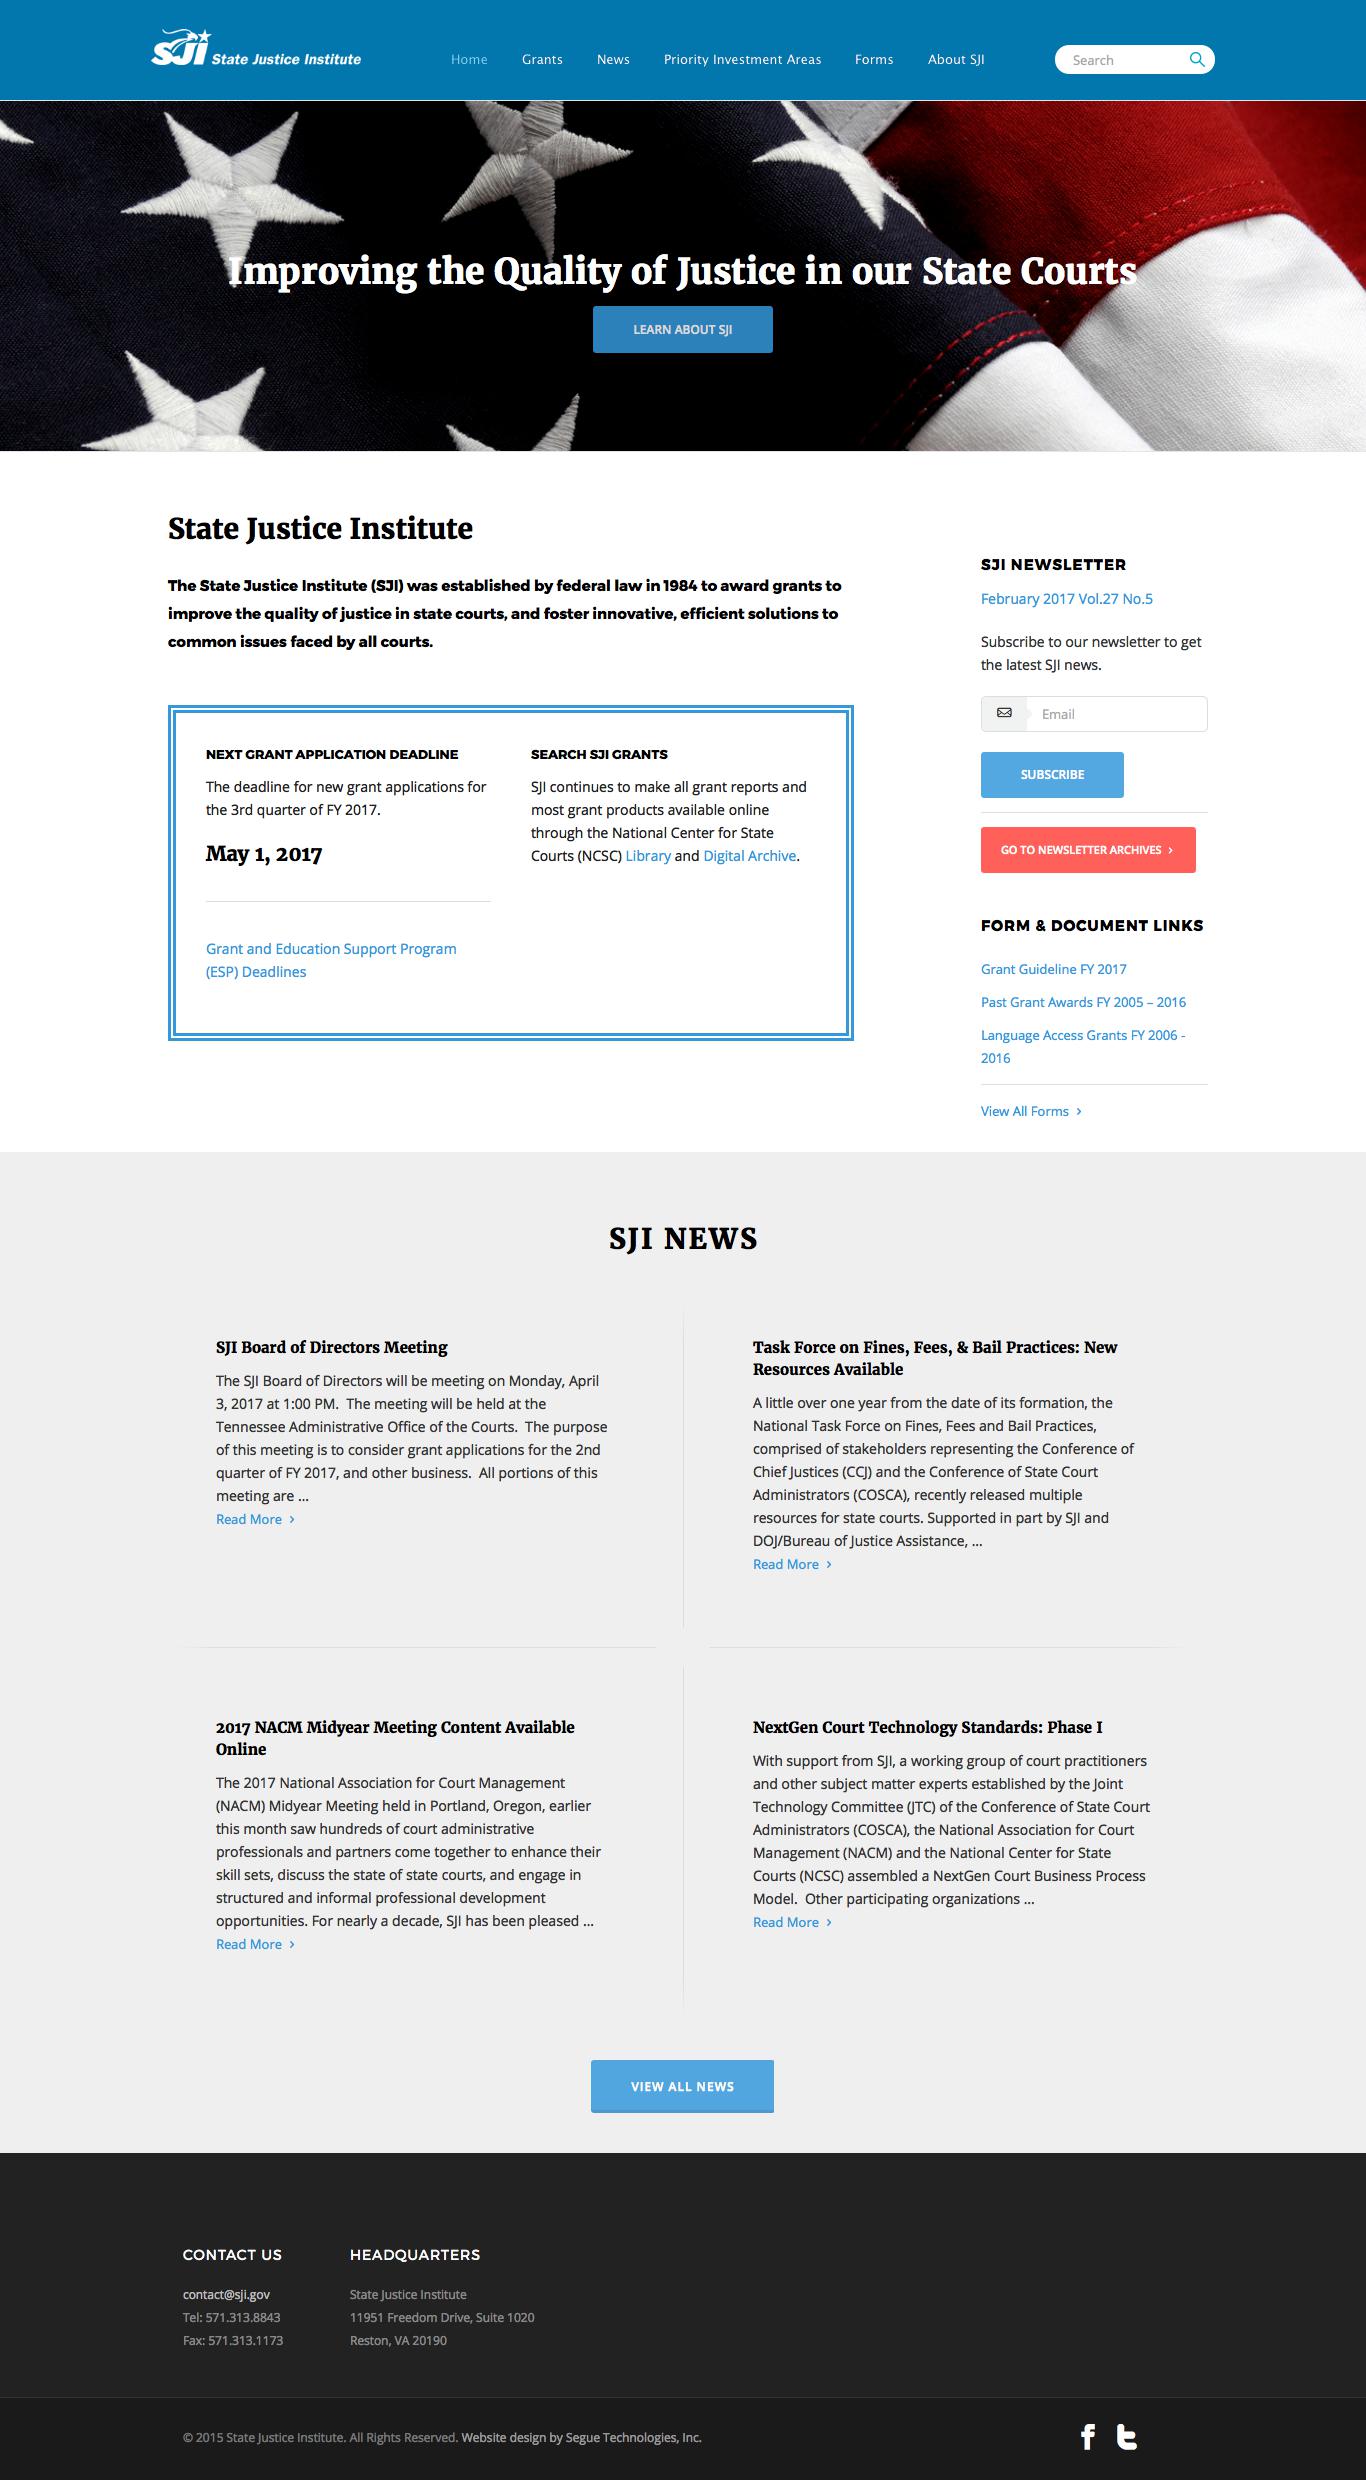 SJI State Justice Institute
Home Grants News Priority Investment Areas Forms About SJI Search
Improving the Quality of Justice in our State Courts
LEARN ABOUT SJI
State Justice Institute
The State Justice Institute (SJI) was established by federal law in 1984 to award grants to
improve the quality of justice in state courts, and foster innovative, efficient solutions to
common issues faced by all courts.
NEXT GRANT APPLICATION DEADLINE
The deadline for new grant applications for
the 3rd quarter of FY 2017.
May 1, 2017
Grant and Education Support Program
(ESP) Deadlines
SEARCH SJI GRANTS
SJI continues to make all grant reports and
most grant products available online
through the National Center for State
Courts (NCSC) Library and Digital Archive.
SJI NEWSLETTER
February 2017 Vol.27 No.5
Subscribe to our newsletter to get
the latest SJI news.
Email
SUBSCRIBE
GO TO NEWSLETTER ARCHIVES ›
FORM & DOCUMENT LINKS
Grant Guideline FY 2017
Past Grant Awards FY 2005 – 2016
Language Access Grants FY 2006 -
2016
View All Forms ›
SJI NEWS
SJI Board of Directors Meeting
The SJI Board of Directors will be meeting on Monday, April
3, 2017 at 1:00 PM.  The meeting will be held at the
Tennessee Administrative Office of the Courts.  The purpose
of this meeting is to consider grant applications for the 2nd
quarter of FY 2017, and other business.  All portions of this
meeting are ...
Read More ›
Task Force on Fines, Fees, & Bail Practices: New
Resources Available
A little over one year from the date of its formation, the
National Task Force on Fines, Fees and Bail Practices,
comprised of stakeholders representing the Conference of
Chief Justices (CCJ) and the Conference of State Court
Administrators (COSCA), recently released multiple
resources for state courts. Supported in part by SJI and
DOJ/Bureau of Justice Assistance, ...
Read More ›
2017 NACM Midyear Meeting Content Available
Online
The 2017 National Association for Court Management
(NACM) Midyear Meeting held in Portland, Oregon, earlier
this month saw hundreds of court administrative
professionals and partners come together to enhance their
skill sets, discuss the state of state courts, and engage in
structured and informal professional development
opportunities. For nearly a decade, SJI has been pleased ...
Read More ›
NextGen Court Technology Standards: Phase I
With support from SJI, a working group of court practitioners
and other subject matter experts established by the Joint
Technology Committee (JTC) of the Conference of State Court
Administrators (COSCA), the National Association for Court
Management (NACM) and the National Center for State
Courts (NCSC) assembled a NextGen Court Business Process
Model.  Other participating organizations ...
Read More ›
VIEW ALL NEWS
CONTACT US
contact@sji.gov
Tel: 571.313.8843
Fax: 571.313.1173
HEADQUARTERS
State Justice Institute
11951 Freedom Drive, Suite 1020
Reston, VA 20190
© 2015 State Justice Institute. All Rights Reserved. Website design by Segue Technologies, Inc.